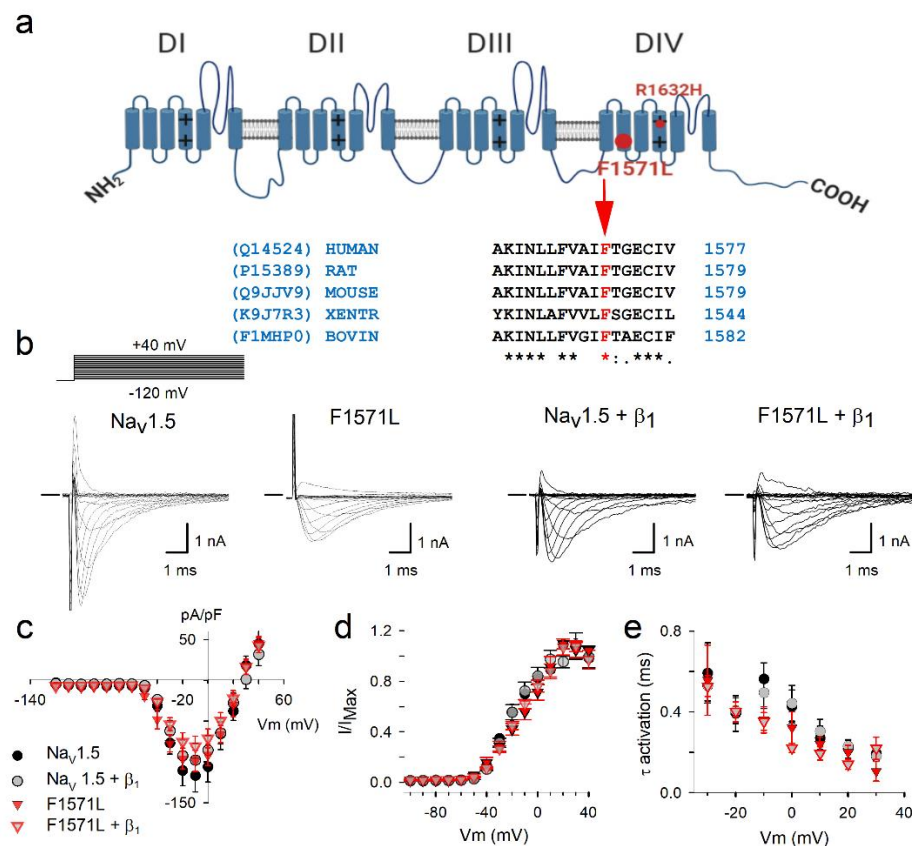 a
DI DII DIII DIV
R1632H
F1571L
NH2 COOH
(Q14524) HUMAN AKINLLFVAIFTGECIV 1577
(P15389) RAT AKINLLFVAIFTGECIV 1579
(Q9JJV9) MOUSE AKINLLFVAIFTGECIV 1579
(K9J7R3) XENTR YKINLAFVVLFSGECIL 1544
(F1MHP0) BOVIN AKINLLFVGIFTAECIF 1582
**** ** *:.***.
b
+40 mV
-120 mV
NaV1.5 F1571L NaV1.5 + β1 F1571L + β1
1 nA 1 nA 1 nA 1 nA
1 ms 1 ms 1 ms 1 ms
c
pA/pF
50
-140 -20 60
Vm (mV)
-150
NaV1.5
NaV1.5 + β1
F1571L
F1571L + β1
d
I/IMax
1.2
0.8
0.4
0.0
-80 -40 0 40
Vm (mV)
e
τ activation (ms)
0.8
0.4
0.0
-20 0 20 40
Vm (mV)